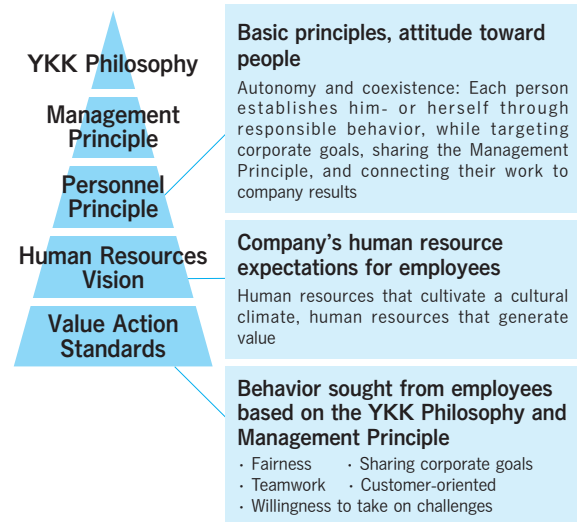 YKK Philosophy
Management
Principle
Personnel
Principle
Human Resources
Vision
Value Action
Standards
Basic principles, attitude toward
people
Autonomy and coexistence: Each person
establishes him- or herself through
responsible behavior, while targeting
corporate goals, sharing the Management
Principle, and connecting their work to
company results
Company's human resource
expectations for employees
Human resources that cultivate a cultural
climate, human resources that generate
value
Behavior sought from employees
based on the YKK Philosophy and
Management Principle
· Fairness · Sharing corporate goals
· Teamwork · Customer-oriented
· Willingness to take on challenges